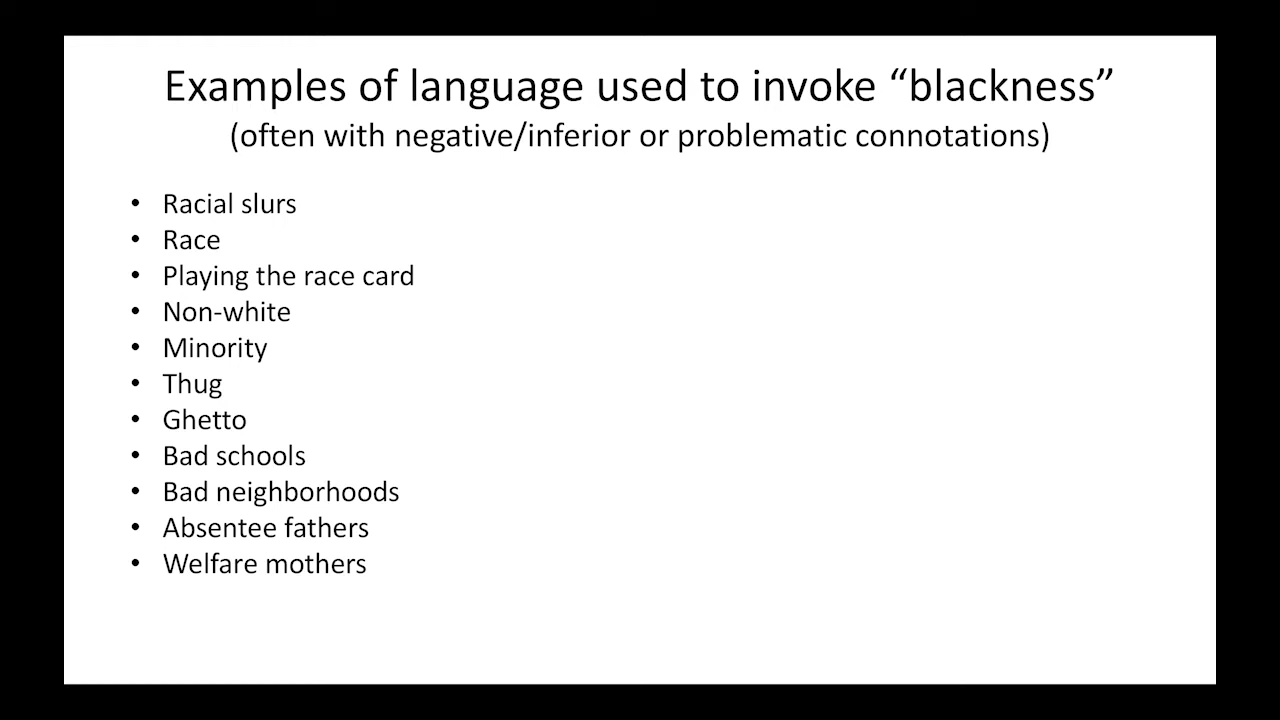 Examples of language used to invoke “blackness”
(often with negative/inferior or problematic connotations)
• Racial slurs
• Race
• Playing the race card
• Non-white
• Minority
• Thug
• Ghetto
• Bad schools
• Bad neighborhoods
• Absentee fathers
• Welfare mothers